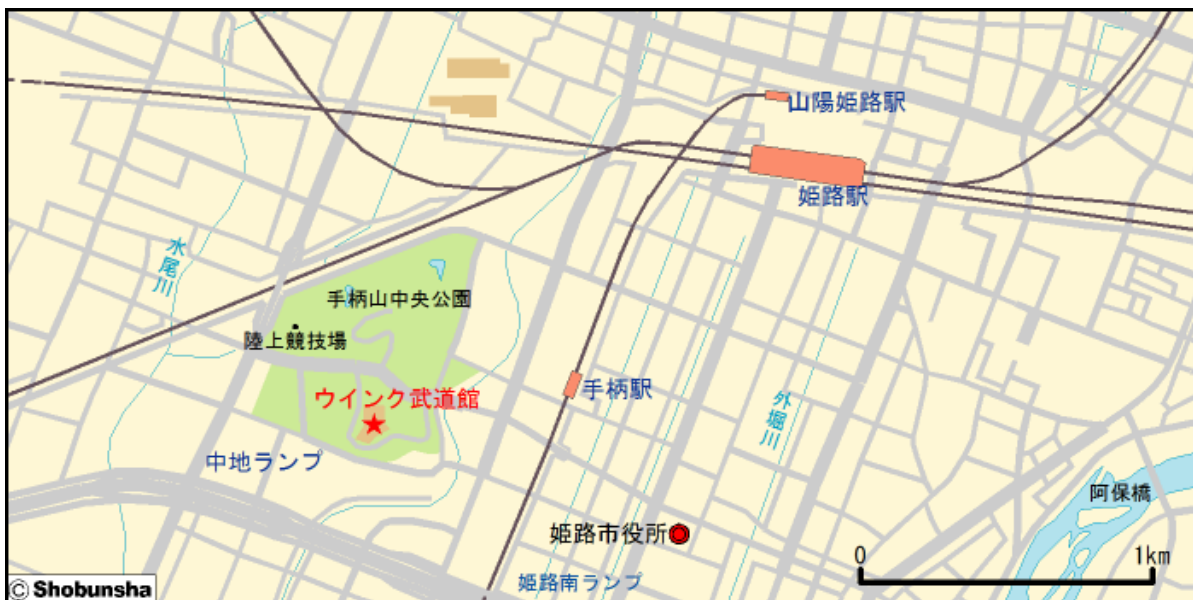 山陽姫路駅
姫路駅
水尾川
手柄山中央公園
陸上競技場
ウインク武道館
手柄駅
外堀川
中地ランプ
阿保橋
姫路市役所
0
1km
姫路南ランプ
© Shobunsha